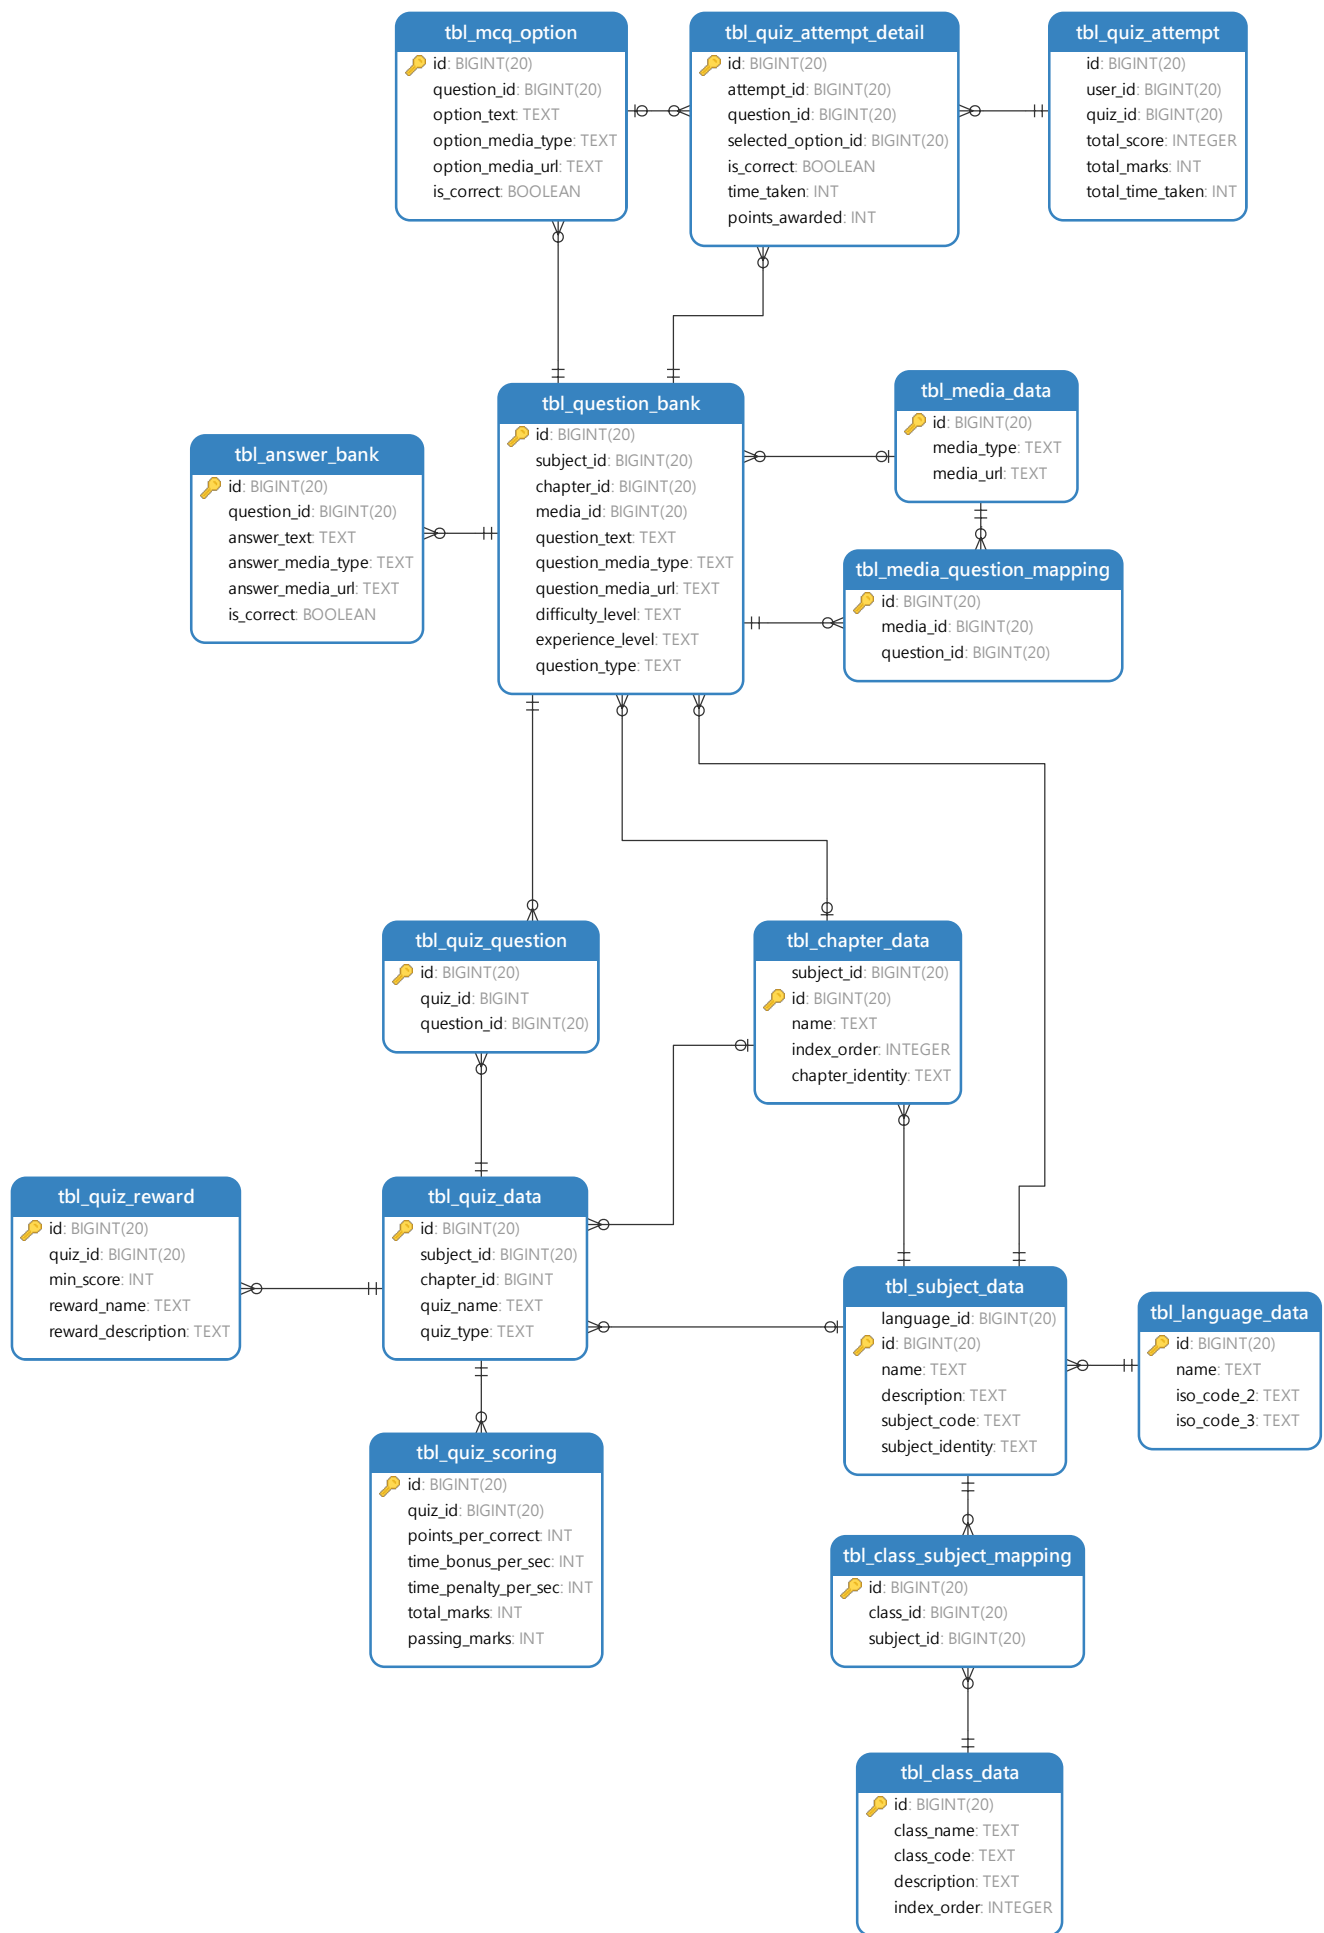 tbl_mcq_option
id: BIGINT(20)
question_id: BIGINT(20)
option_text: TEXT
option_media_type: TEXT
option_media_url: TEXT
is_correct: BOOLEAN
tbl_quiz_attempt_detail
id: BIGINT(20)
attempt_id: BIGINT(20)
question_id: BIGINT(20)
selected_option_id: BIGINT(20)
is_correct: BOOLEAN
time_taken: INT
points_awarded: INT
tbl_quiz_attempt
id: BIGINT(20)
user_id: BIGINT(20)
quiz_id: BIGINT(20)
total_score: INTEGER
total_marks: INT
total_time_taken: INT
tbl_answer_bank
id: BIGINT(20)
question_id: BIGINT(20)
answer_text: TEXT
answer_media_type: TEXT
answer_media_url: TEXT
is_correct: BOOLEAN
tbl_question_bank
id: BIGINT(20)
subject_id: BIGINT(20)
chapter_id: BIGINT(20)
media_id: BIGINT(20)
question_text: TEXT
question_media_type: TEXT
question_media_url: TEXT
difficulty_level: TEXT
experience_level: TEXT
question_type: TEXT
tbl_media_data
id: BIGINT(20)
media_type: TEXT
media_url: TEXT
tbl_media_question_mapping
id: BIGINT(20)
media_id: BIGINT(20)
question_id: BIGINT(20)
tbl_quiz_question
id: BIGINT(20)
quiz_id: BIGINT
question_id: BIGINT(20)
tbl_chapter_data
subject_id: BIGINT(20)
id: BIGINT(20)
name: TEXT
index_order: INTEGER
chapter_identity: TEXT
tbl_quiz_reward
id: BIGINT(20)
quiz_id: BIGINT(20)
min_score: INT
reward_name: TEXT
reward_description: TEXT
tbl_quiz_data
id: BIGINT(20)
subject_id: BIGINT(20)
chapter_id: BIGINT
quiz_name: TEXT
quiz_type: TEXT
tbl_subject_data
language_id: BIGINT(20)
id: BIGINT(20)
name: TEXT
description: TEXT
subject_code: TEXT
subject_identity: TEXT
tbl_language_data
id: BIGINT(20)
name: TEXT
iso_code_2: TEXT
iso_code_3: TEXT
tbl_quiz_scoring
id: BIGINT(20)
quiz_id: BIGINT(20)
points_per_correct: INT
time_bonus_per_sec: INT
time_penalty_per_sec: INT
total_marks: INT
passing_marks: INT
tbl_class_subject_mapping
id: BIGINT(20)
class_id: BIGINT(20)
subject_id: BIGINT(20)
tbl_class_data
id: BIGINT(20)
class_name: TEXT
class_code: TEXT
description: TEXT
index_order: INTEGER